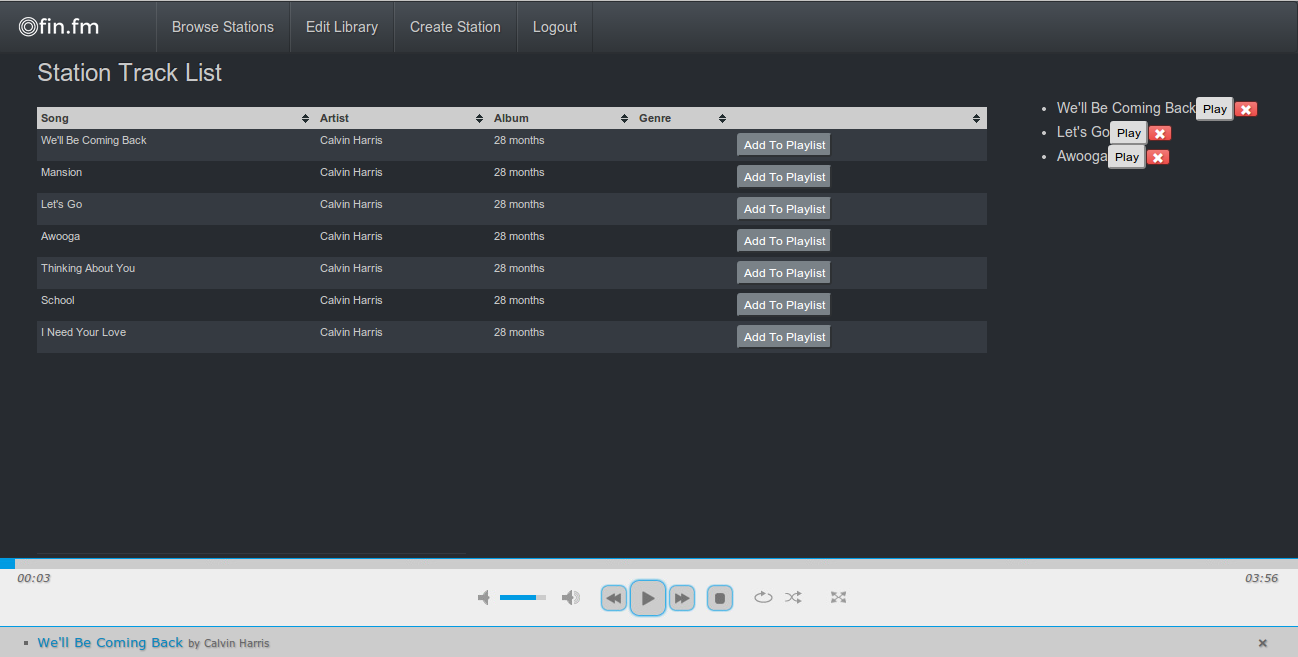 fin.fm Browse Stations Edit Library Create Station Logout
Station Track List
Song Artist Album Genre
We'll Be Coming Back Calvin Harris 28 months Add To Playlist
Mansion Calvin Harris 28 months Add To Playlist
Let's Go Calvin Harris 28 months Add To Playlist
Awooga Calvin Harris 28 months Add To Playlist
Thinking About You Calvin Harris 28 months Add To Playlist
School Calvin Harris 28 months Add To Playlist
I Need Your Love Calvin Harris 28 months Add To Playlist
We'll Be Coming Back Play
Let's Go Play
Awooga Play
00:03 03:56
We'll Be Coming Back by Calvin Harris